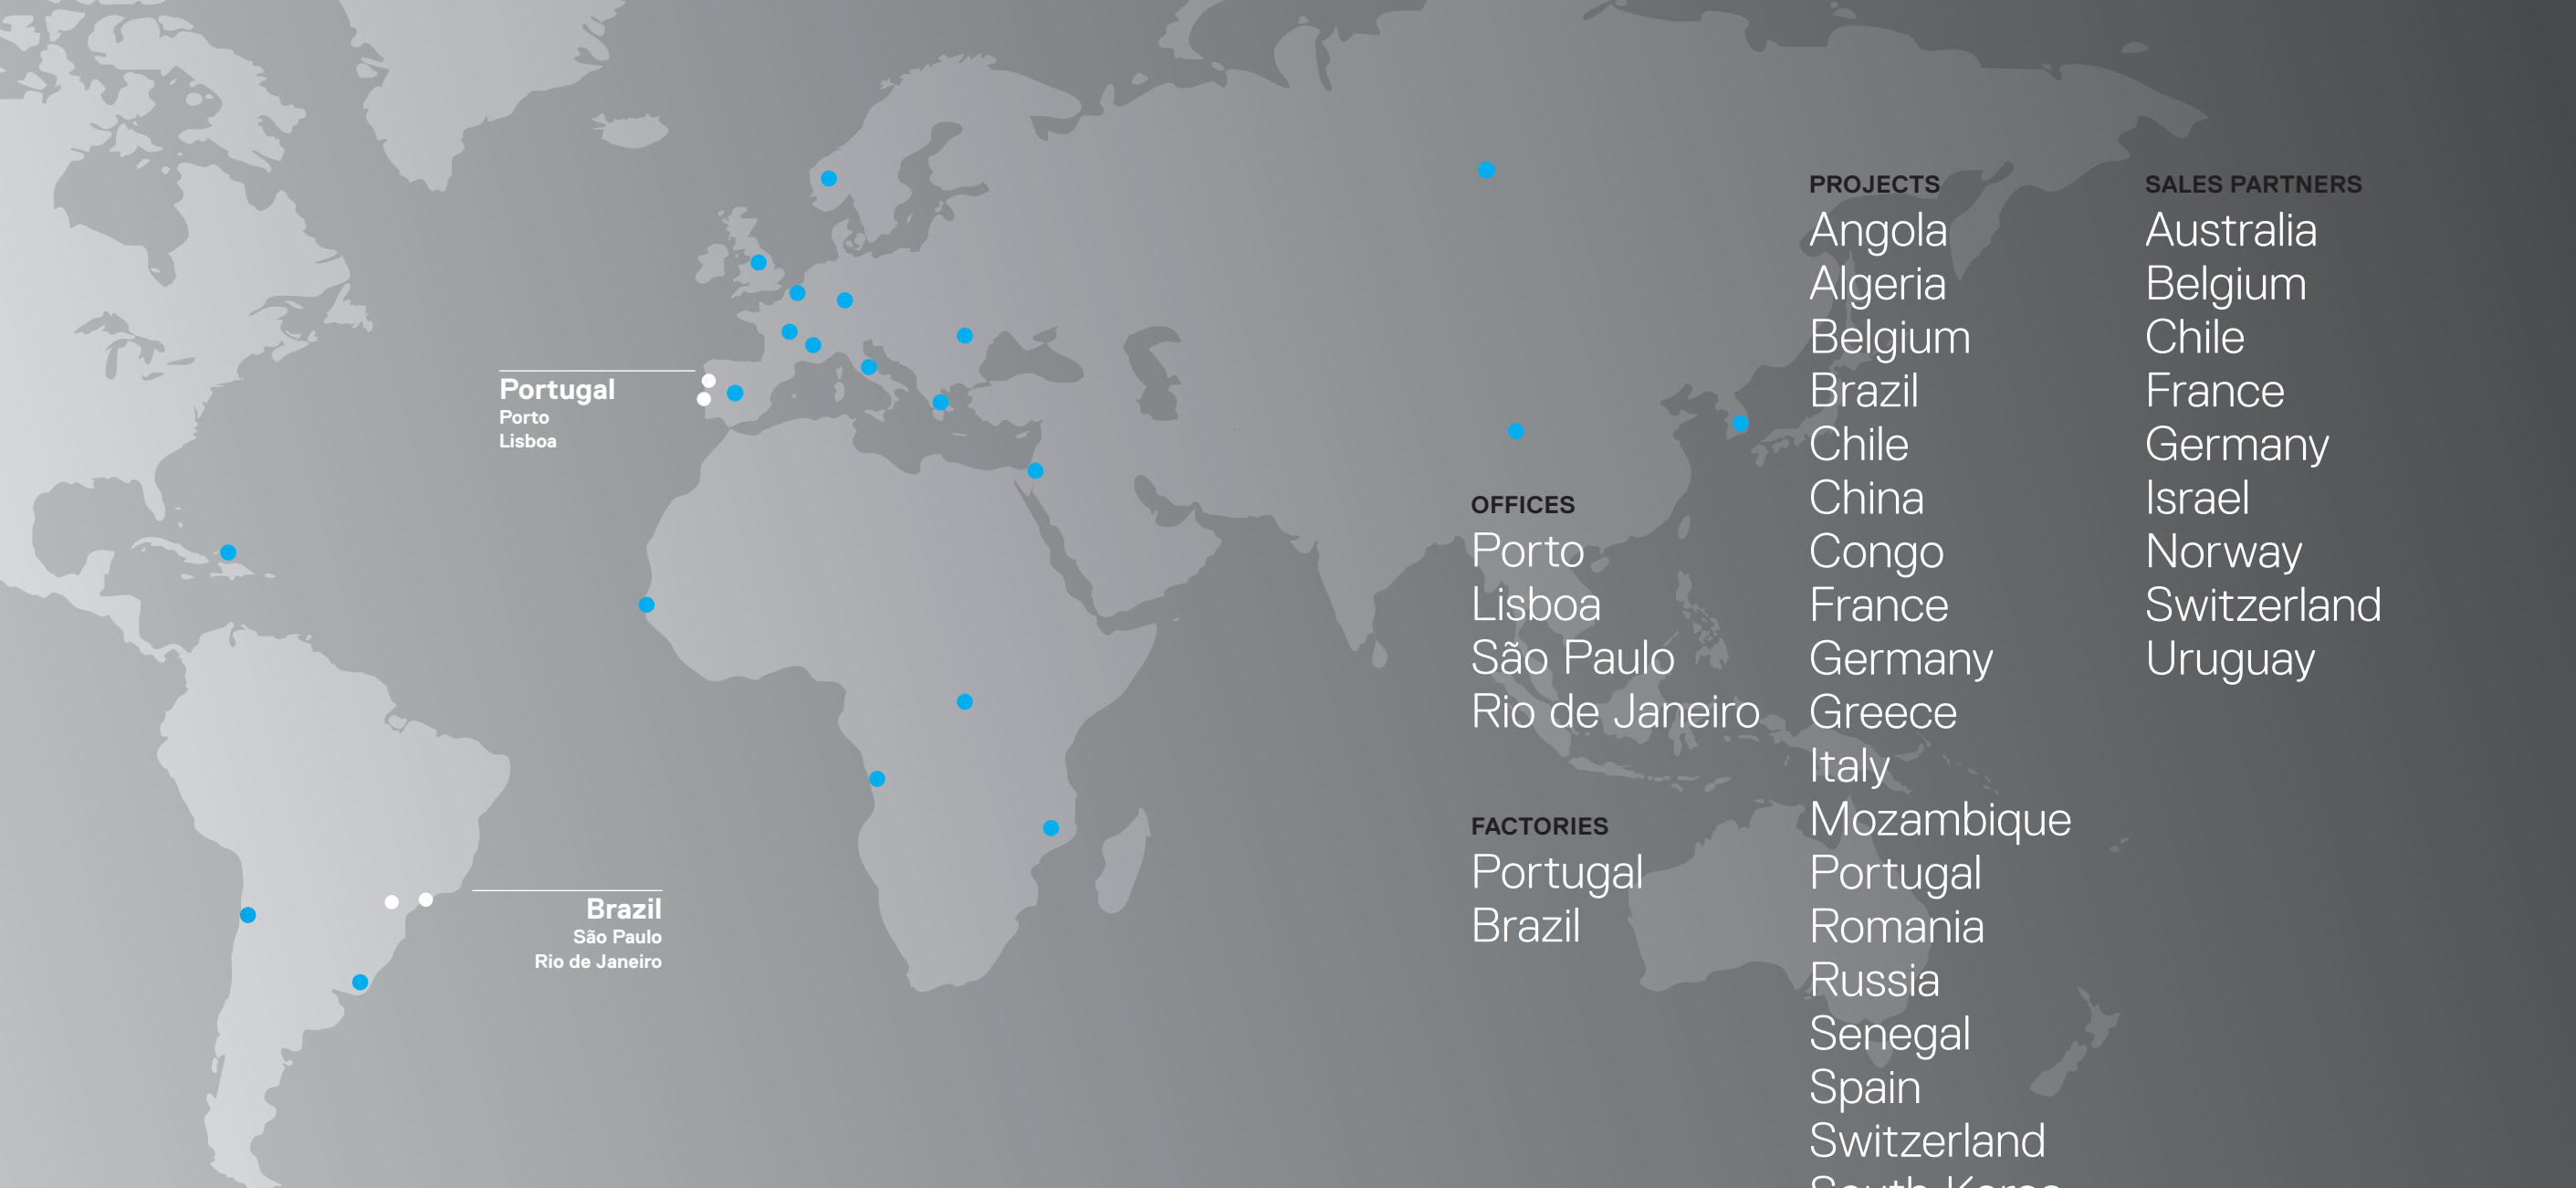 Portugal
Porto
Lisboa
Brazil
São Paulo
Rio de Janeiro
OFFICES
Porto
Lisboa
São Paulo
Rio de Janeiro
FACTORIES
Portugal
Brazil
PROJECTS
Angola
Algeria
Belgium
Brazil
Chile
China
Congo
France
Germany
Greece
Italy
Mozambique
Portugal
Romania
Russia
Senegal
Spain
Switzerland
South Korea
SALES PARTNERS
Australia
Belgium
Chile
France
Germany
Israel
Norway
Switzerland
Uruguay